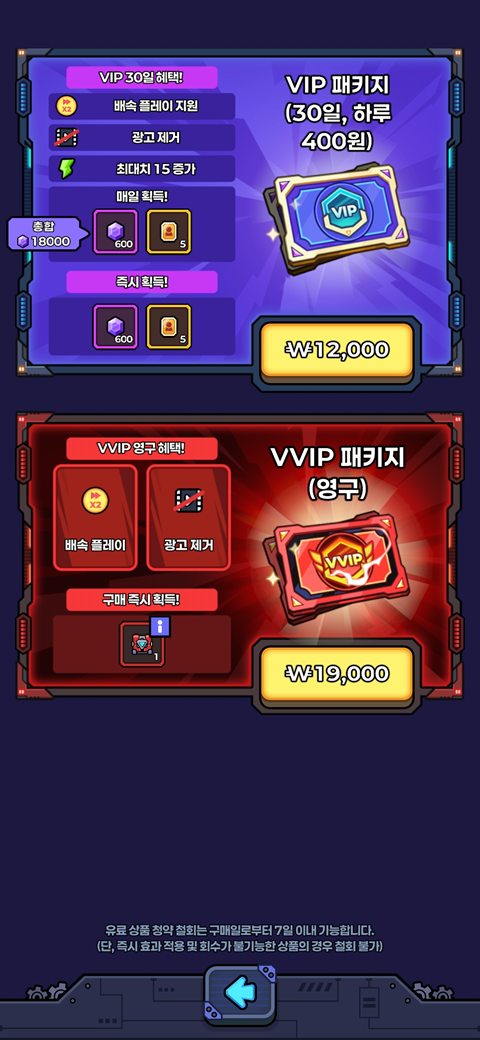 VIP 30일 혜택!
X2
배속 플레이 지원
광고 제거
최대치 15 증가
매일 획득!
총합
18000
600
5
즉시 획득!
600
5
VIP 패키지
(30일, 하루
400원)
VIP
₩12,000
VVIP 영구 혜택!
X2
배속 플레이
광고 제거
구매 즉시 획득!
i
1
VVIP 패키지
(영구)
VVIP
₩19,000
유료 상품 청약 철회는 구매일로부터 7일 이내 가능합니다.
(단, 즉시 효과 적용 및 회수가 불가능한 상품의 경우 철회 불가)